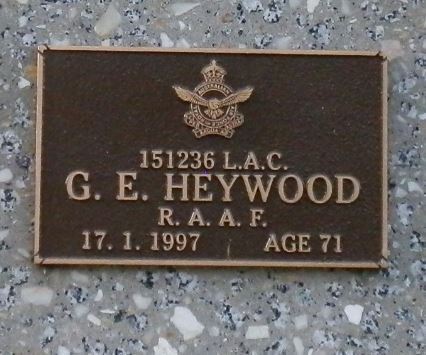 151236 L.A.C.
G. E. HEYWOOD
R. A. A. F.
17. 1. 1997 AGE 71